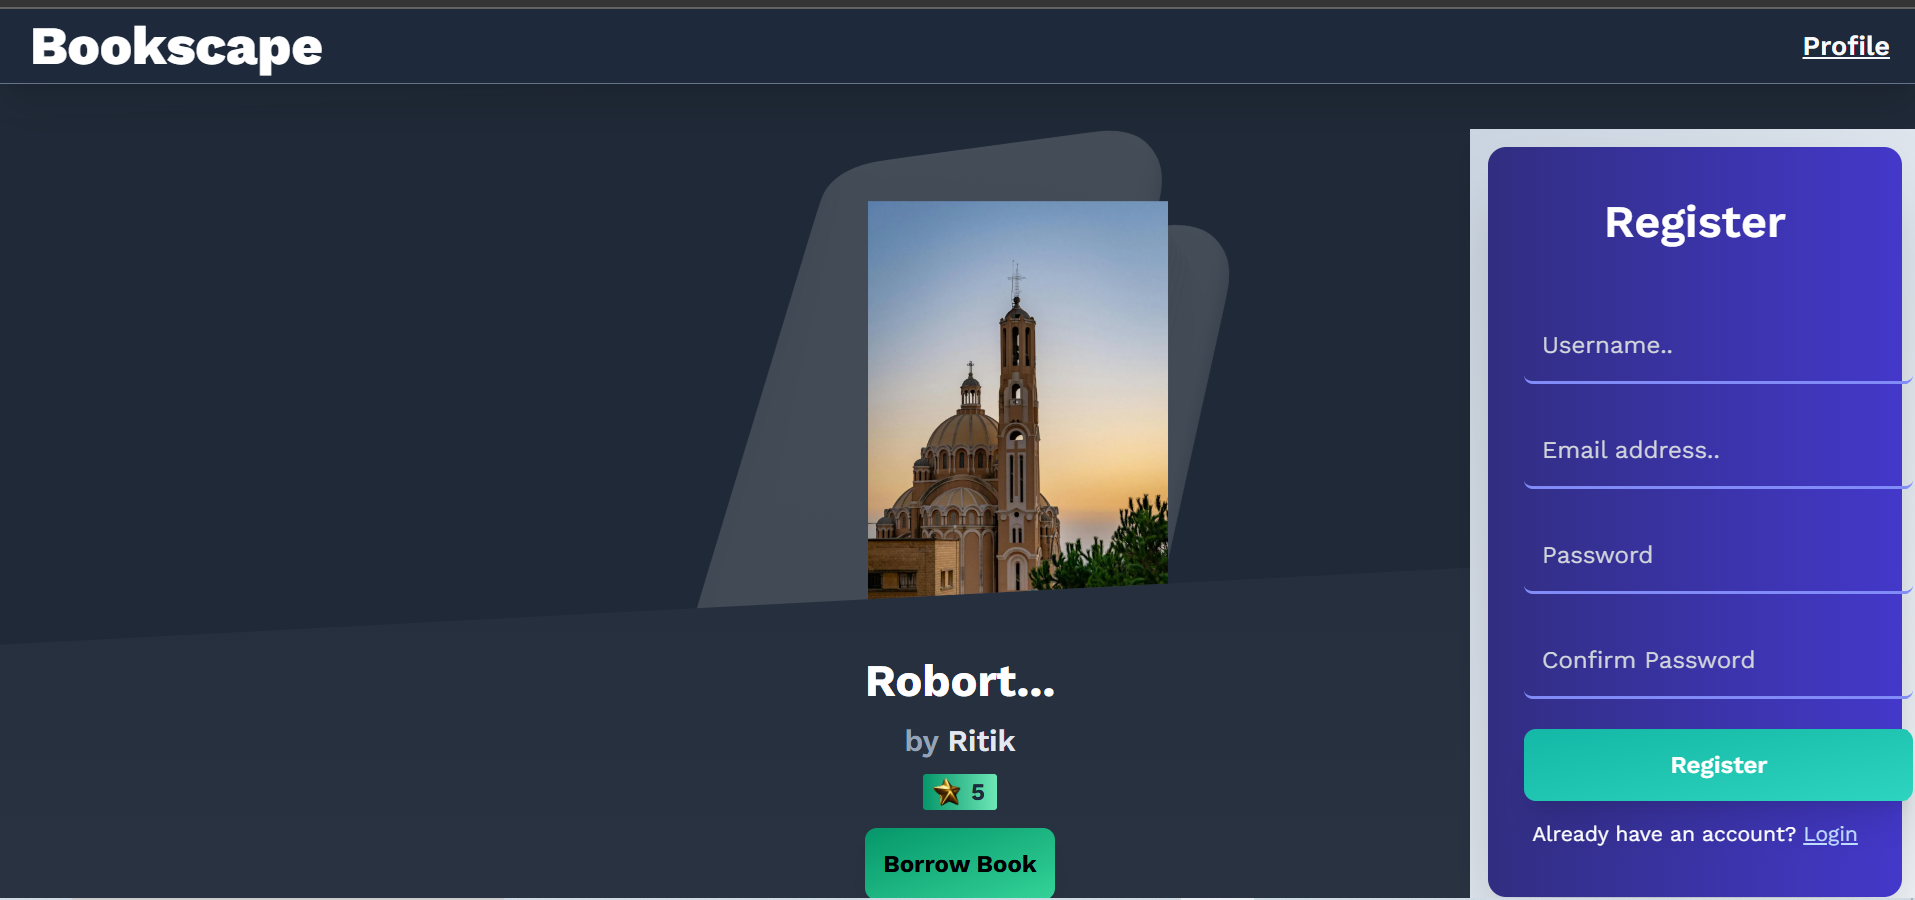 Bookscape
Profile
Robort...
by Ritik
5
Borrow Book
Register
Username..
Email address..
Password
Confirm Password
Register
Already have an account? Login